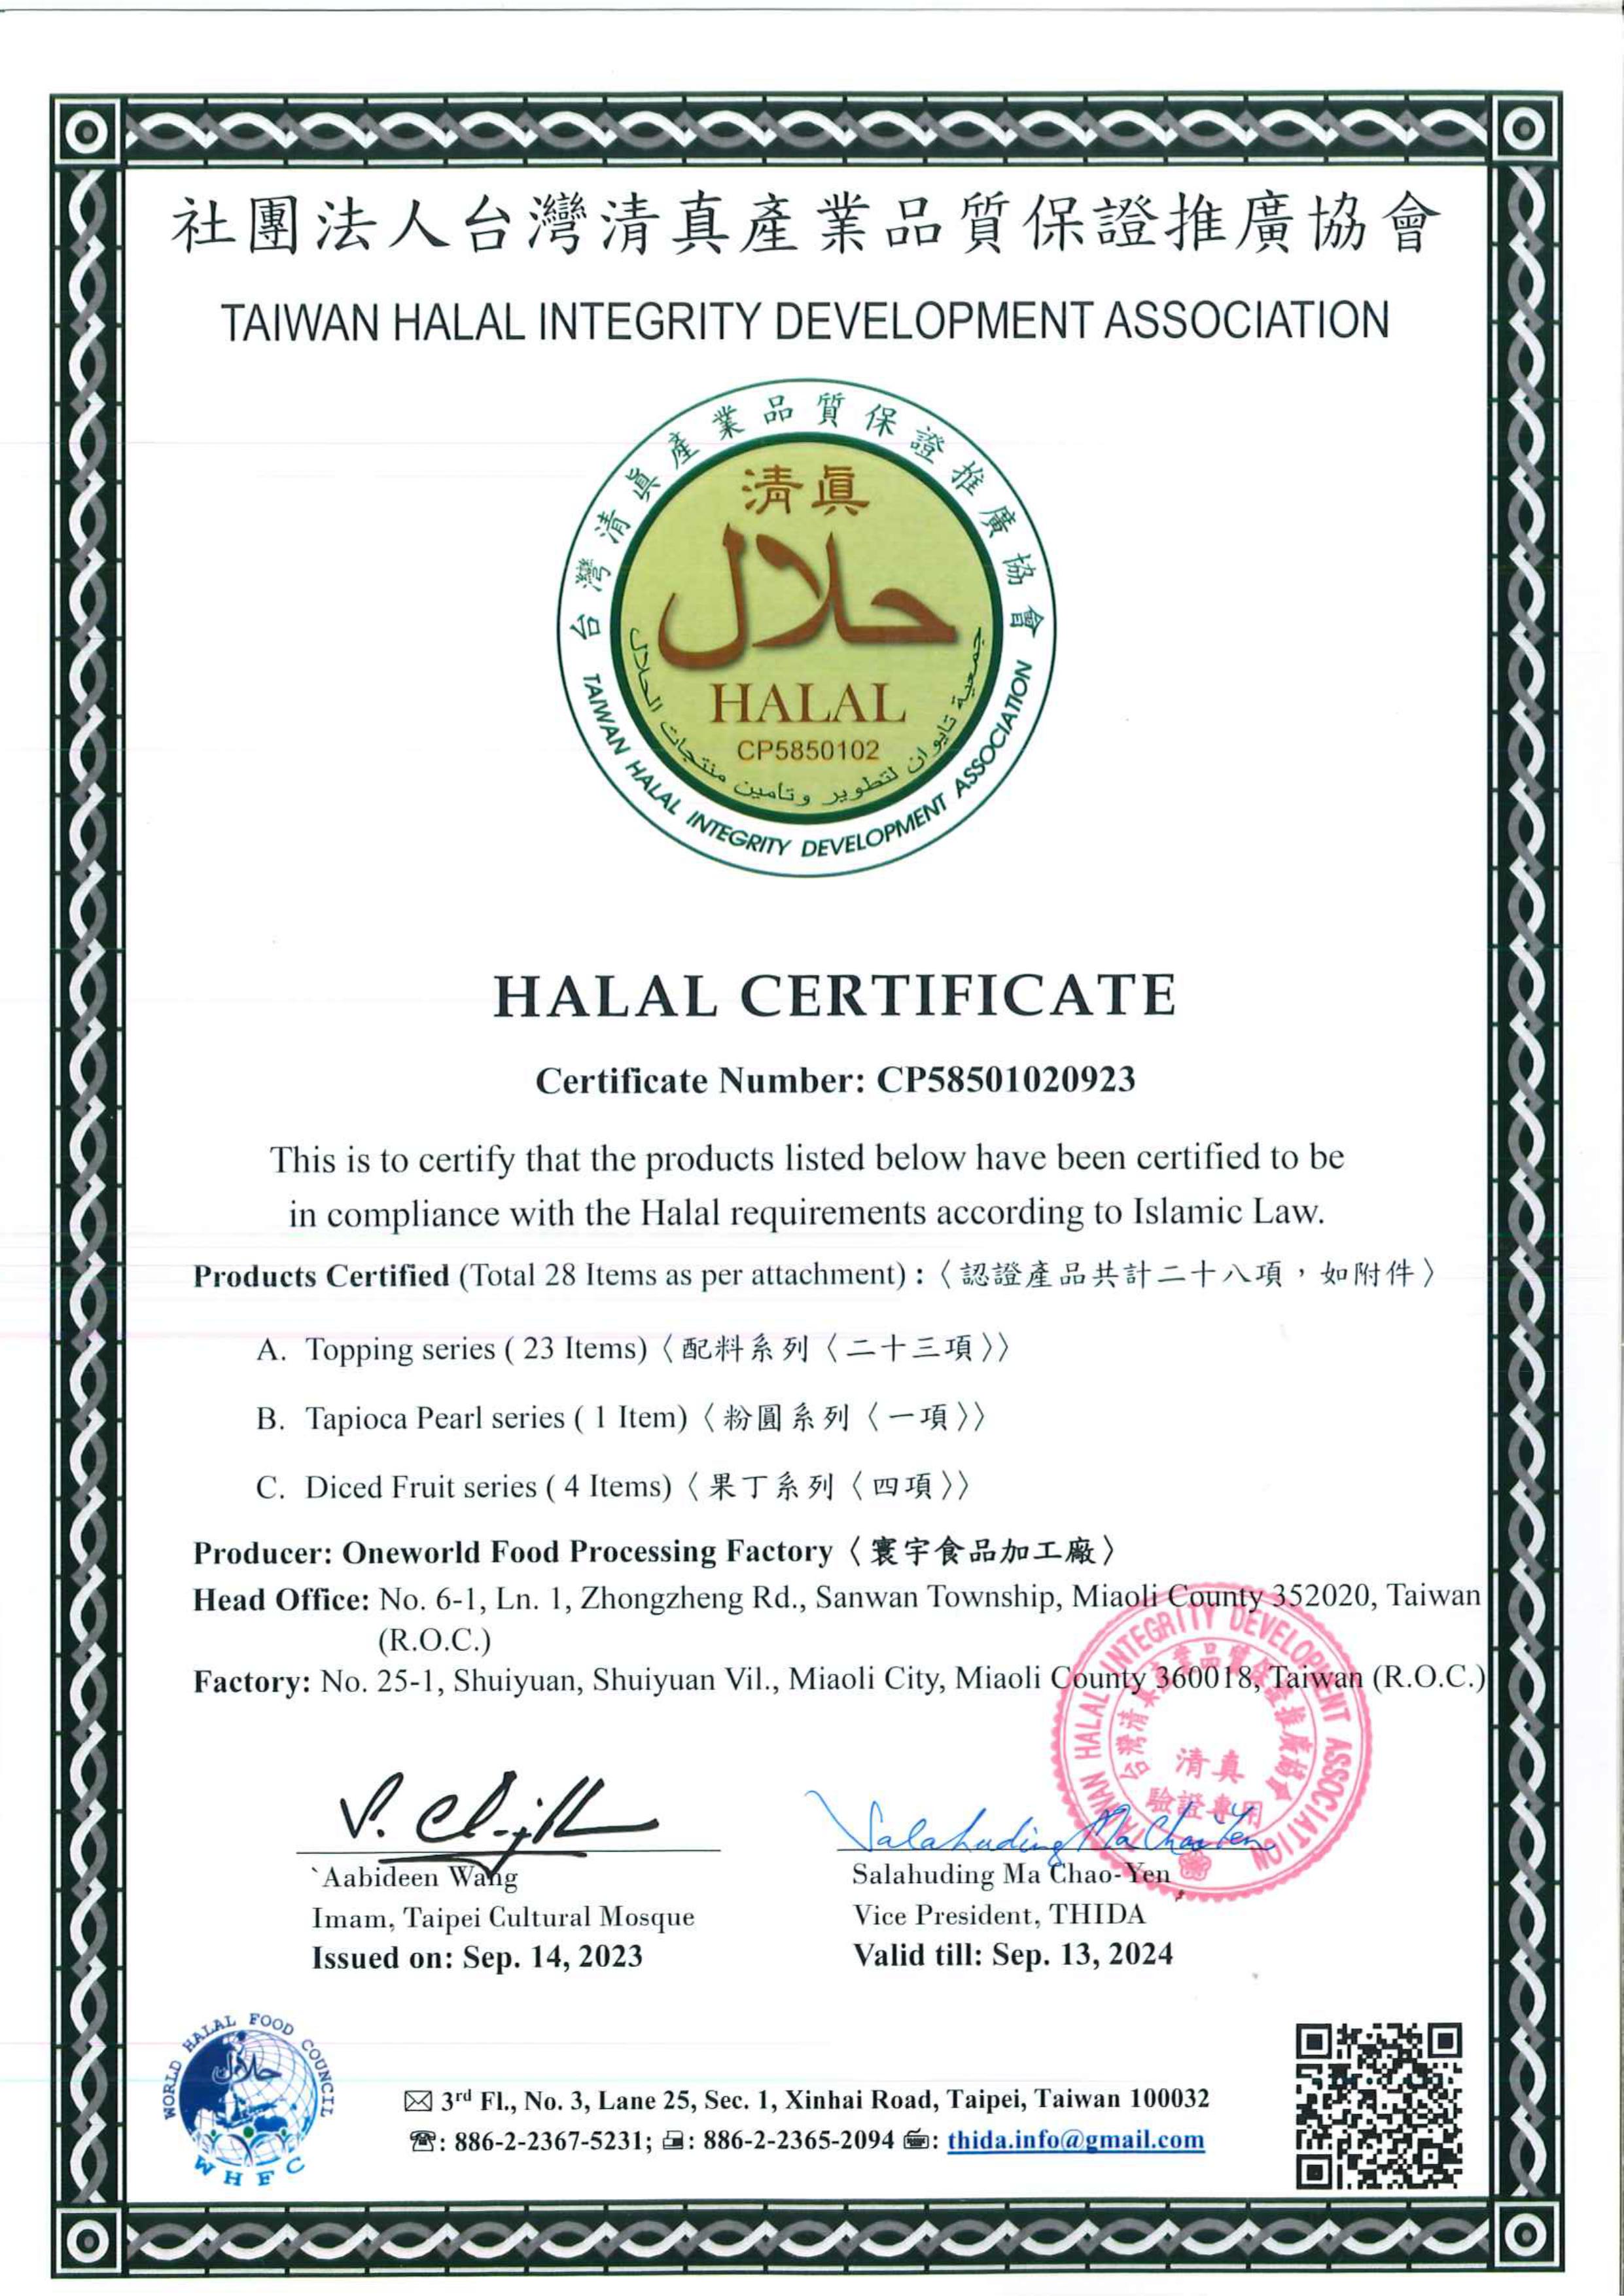 社團法人台灣清真產業品質保證推廣協會
TAIWAN HALAL INTEGRITY DEVELOPMENT ASSOCIATION
台灣清真產業品質保證推廣協會
清真
حلال
HALAL
CP5850102
جمعية تايوان لتطوير وتامين منتجات الحلال
TAIWAN HALAL INTEGRITY DEVELOPMENT ASSOCIATION
HALAL CERTIFICATE
Certificate Number: CP58501020923
This is to certify that the products listed below have been certified to be
in compliance with the Halal requirements according to Islamic Law.
Products Certified (Total 28 Items as per attachment) :〈認證產品共計二十八項，如附件〉
A. Topping series ( 23 Items)〈配料系列〈二十三項〉〉
B. Tapioca Pearl series ( 1 Item)〈粉圓系列〈一項〉〉
C. Diced Fruit series ( 4 Items)〈果丁系列〈四項〉〉
Producer: Oneworld Food Processing Factory〈寰宇食品加工廠〉
Head Office: No. 6-1, Ln. 1, Zhongzheng Rd., Sanwan Township, Miaoli County 352020, Taiwan
(R.O.C.)
Factory: No. 25-1, Shuiyuan, Shuiyuan Vil., Miaoli City, Miaoli County 360018, Taiwan (R.O.C.)
TAIWAN HALAL INTEGRITY DEVELOPMENT ASSOCIATION
台灣清真產業品質保證推廣協會
清真
驗證專用
Salahuding Ma Chao Yen
`Aabideen Wang
Salahuding Ma Chao-Yen
Imam, Taipei Cultural Mosque
Vice President, THIDA
Issued on: Sep. 14, 2023
Valid till: Sep. 13, 2024
WORLD HALAL FOOD COUNCIL
حلال
WHFC
✉ 3rd Fl., No. 3, Lane 25, Sec. 1, Xinhai Road, Taipei, Taiwan 100032
☎: 886-2-2367-5231; 🖷: 886-2-2365-2094 : thida.info@gmail.com